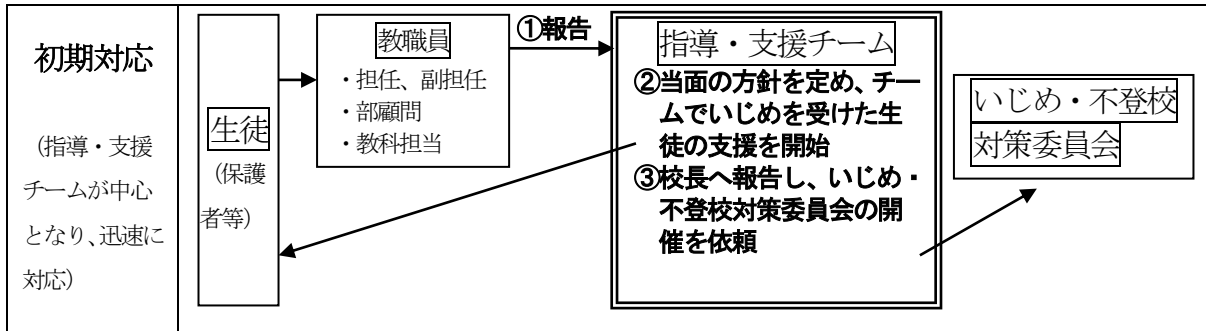 初期対応
（指導・支援
チームが中心
となり、迅速に
対応）
生徒
（保護
者等）
教職員
・担任、副担任
・部顧問
・教科担当
①報告
指導・支援チーム
②当面の方針を定め、チー
ムでいじめを受けた生
徒の支援を開始
③校長へ報告し、いじめ・
不登校対策委員会の開
催を依頼
いじめ・不登校
対策委員会